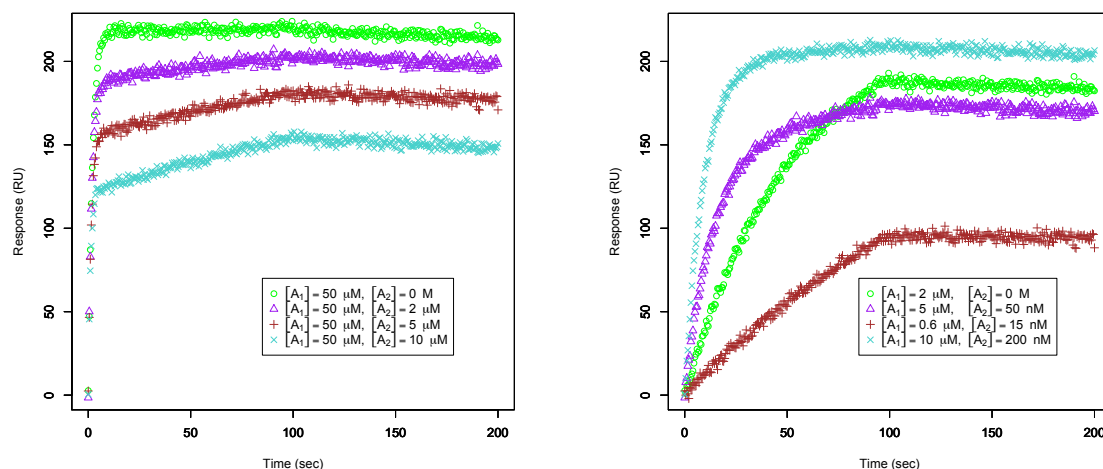 Response (RU)
200
150
100
50
0
[A1] = 50 μM, [A2] = 0 M
[A1] = 50 μM, [A2] = 2 μM
[A1] = 50 μM, [A2] = 5 μM
[A1] = 50 μM, [A2] = 10 μM
0 50 100 150 200
Time (sec)
Response (RU)
200
150
100
50
0
[A1] = 2 μM, [A2] = 0 M
[A1] = 5 μM, [A2] = 50 nM
[A1] = 0.6 μM, [A2] = 15 nM
[A1] = 10 μM, [A2] = 200 nM
0 50 100 150 200
Time (sec)